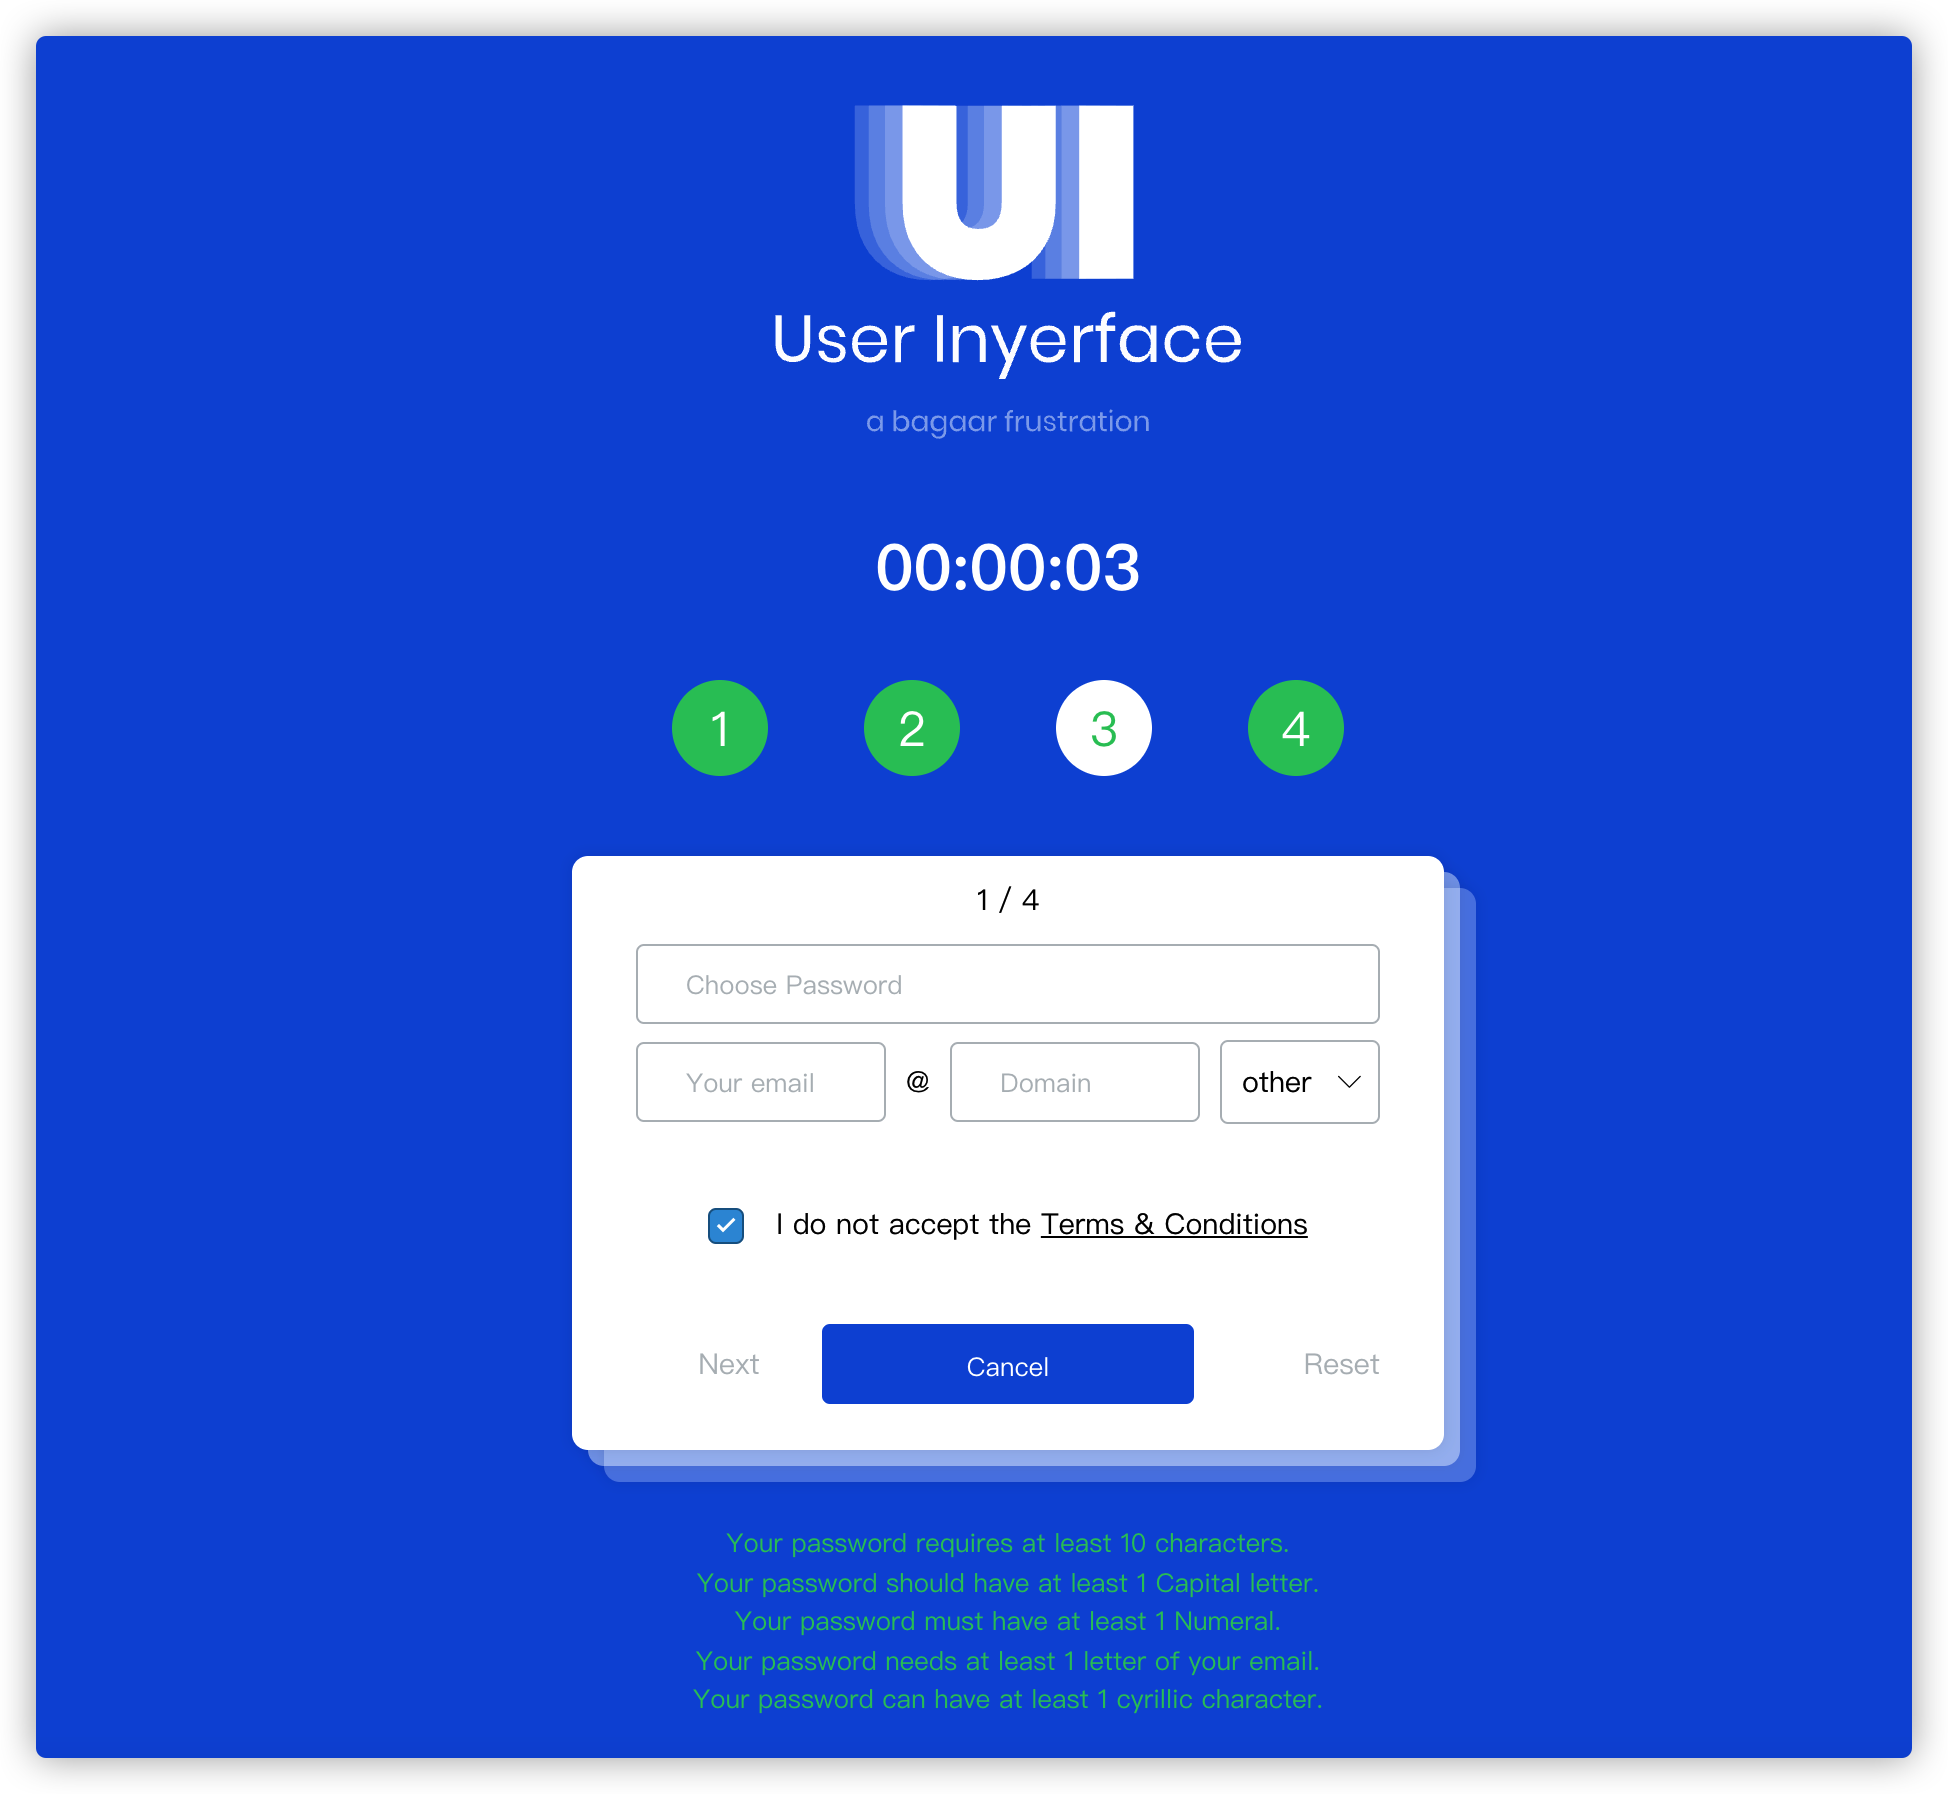 UI
User Inyerface
a bagaar frustration
00:00:03
1 2 3 4
1 / 4
Choose Password
Your email @ Domain other
I do not accept the Terms & Conditions
Next Cancel Reset
Your password requires at least 10 characters.
Your password should have at least 1 Capital letter.
Your password must have at least 1 Numeral.
Your password needs at least 1 letter of your email.
Your password can have at least 1 cyrillic character.